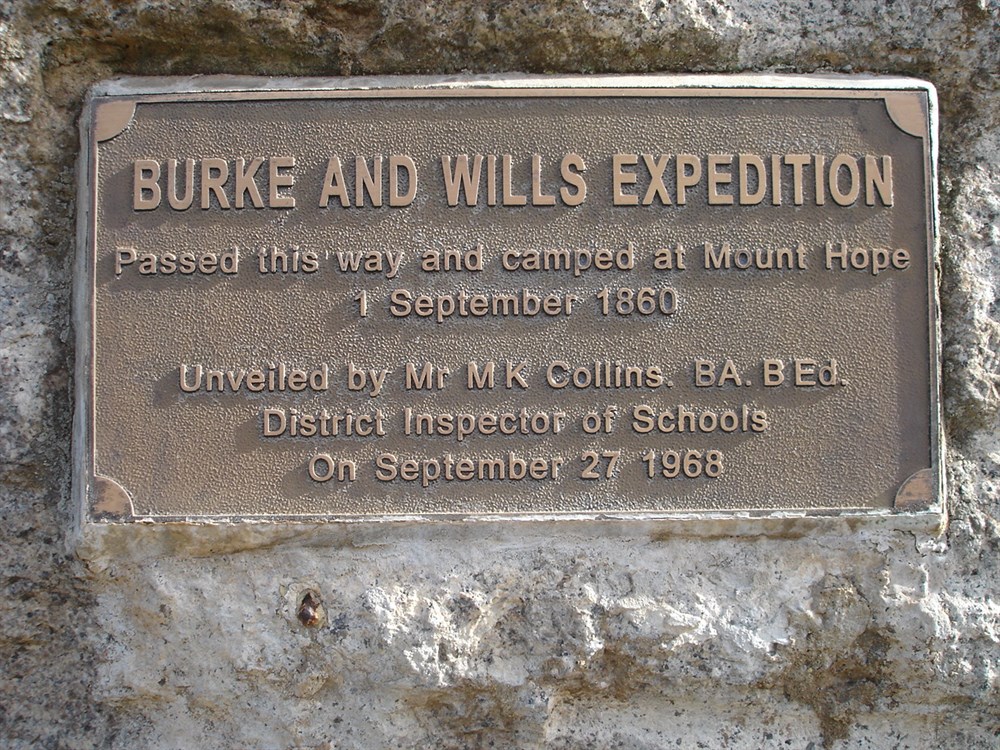 BURKE AND WILLS EXPEDITION
Passed this way and camped at Mount Hope
1 September 1860
Unveiled by Mr M K Collins. BA. B Ed.
District Inspector of Schools
On September 27 1968